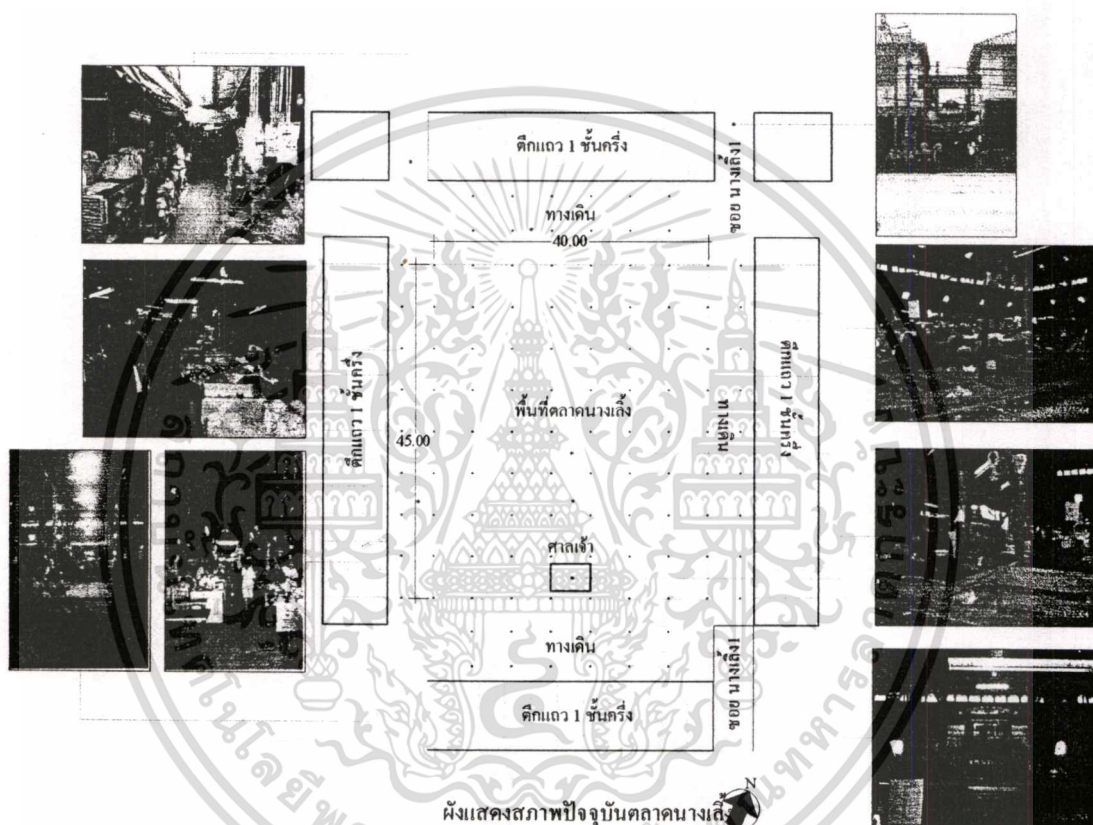 ตึกแถว 1 ชั้นครึ่ง
ซอย นางเลิ้ง1
ทางเดิน
40.00
ตึกแถว 1 ชั้นครึ่ง
พื้นที่ตลาดนางเลิ้ง
ทางเดิน
ตึกแถว 1 ชั้นครึ่ง
45.00
ศาลเจ้า
ทางเดิน
ซอย นางเลิ้ง1
ตึกแถว 1 ชั้นครึ่ง
N
ผังแสดงสภาพปัจจุบันตลาดนางเลิ้ง